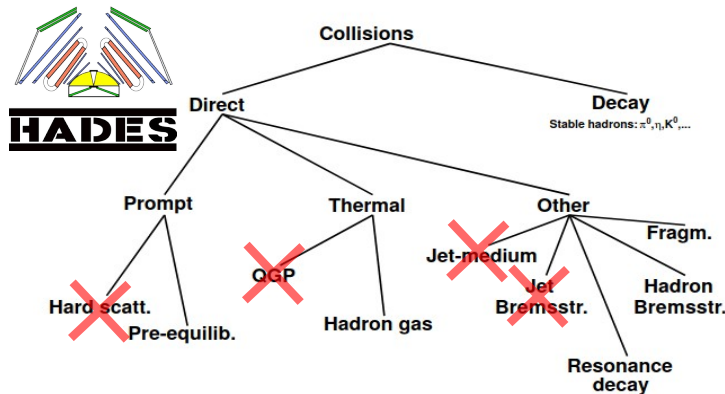 Collisions
HADES
Direct
Decay
Stable hadrons: π⁰,η,K⁰,...
Prompt
Thermal
Other
Fragm.
Jet-medium
QGP
Jet
Bremsstr.
Hadron
Bremsstr.
Hard scatt.
Pre-equilib.
Hadron gas
Resonance
decay